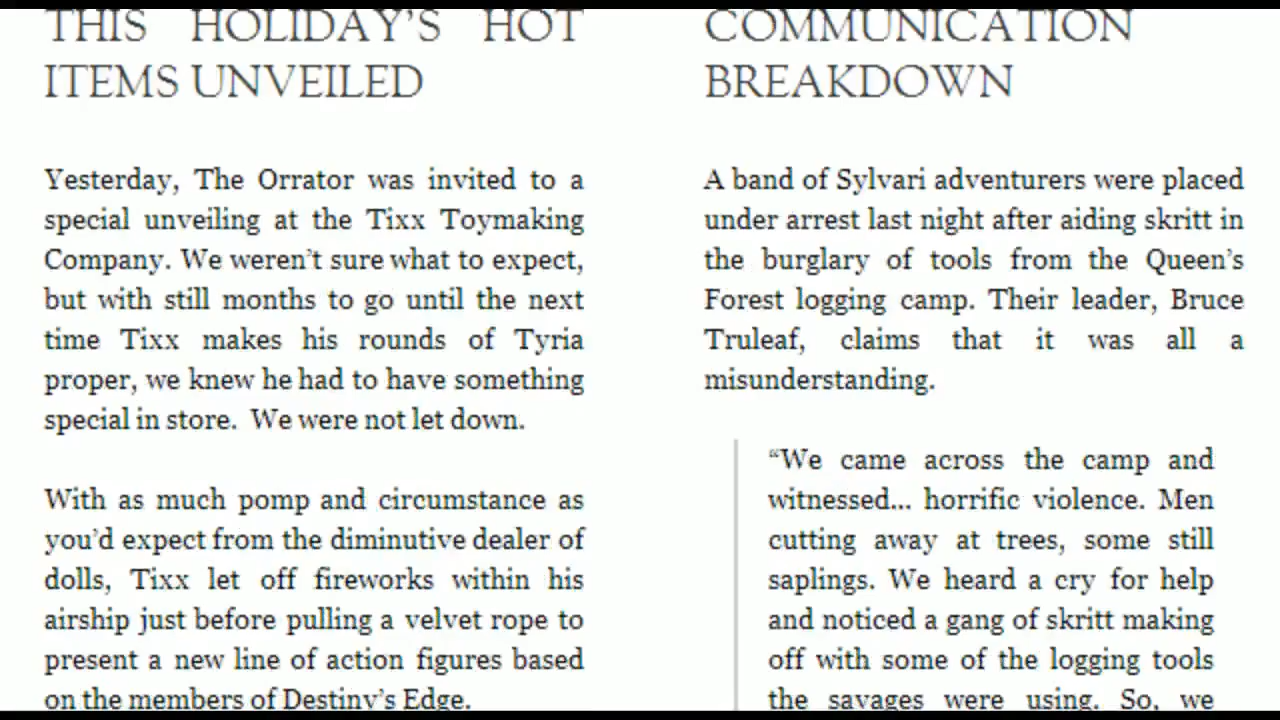 THIS HOLIDAY'S HOT
ITEMS UNVEILED
Yesterday, The Orrator was invited to a
special unveiling at the Tixx Toymaking
Company. We weren't sure what to expect,
but with still months to go until the next
time Tixx makes his rounds of Tyria
proper, we knew he had to have something
special in store.  We were not let down.
With as much pomp and circumstance as
you'd expect from the diminutive dealer of
dolls, Tixx let off fireworks within his
airship just before pulling a velvet rope to
present a new line of action figures based
on the members of Destiny's Edge.
COMMUNICATION
BREAKDOWN
A band of Sylvari adventurers were placed
under arrest last night after aiding skritt in
the burglary of tools from the Queen's
Forest logging camp. Their leader, Bruce
Truleaf, claims that it was all a
misunderstanding.
“We came across the camp and
witnessed... horrific violence. Men
cutting away at trees, some still
saplings. We heard a cry for help
and noticed a gang of skritt making
off with some of the logging tools
the savages were using. So, we